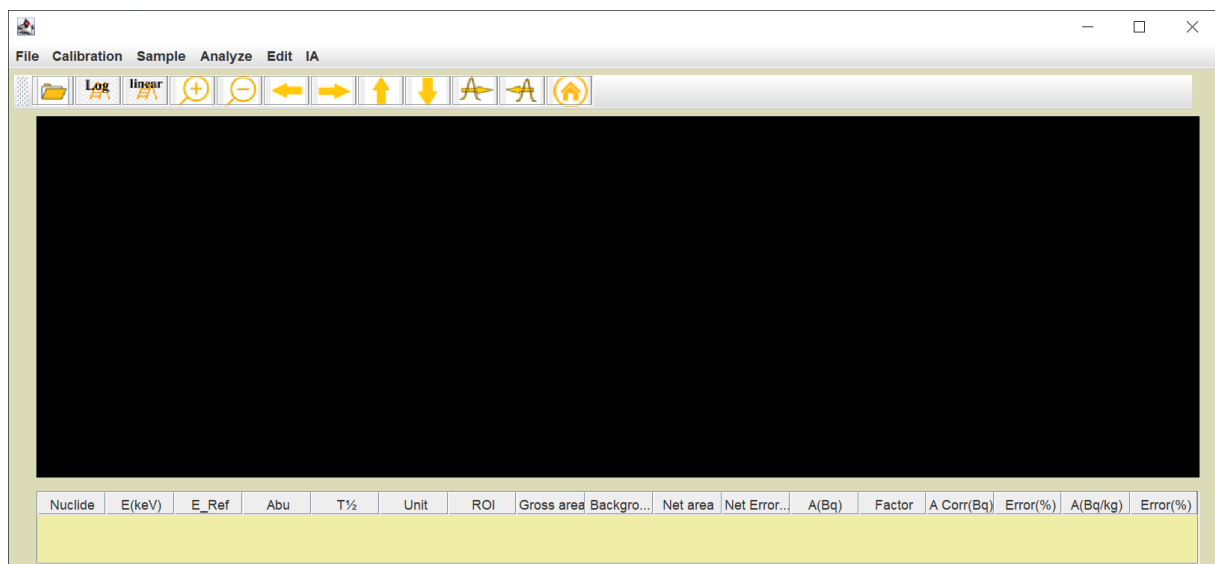 File Calibration Sample Analyze Edit IA
Log linear
Nuclide E(keV) E_Ref Abu T½ Unit ROI Gross area Backgro... Net area Net Error... A(Bq) Factor A Corr(Bq) Error(%) A(Bq/kg) Error(%)